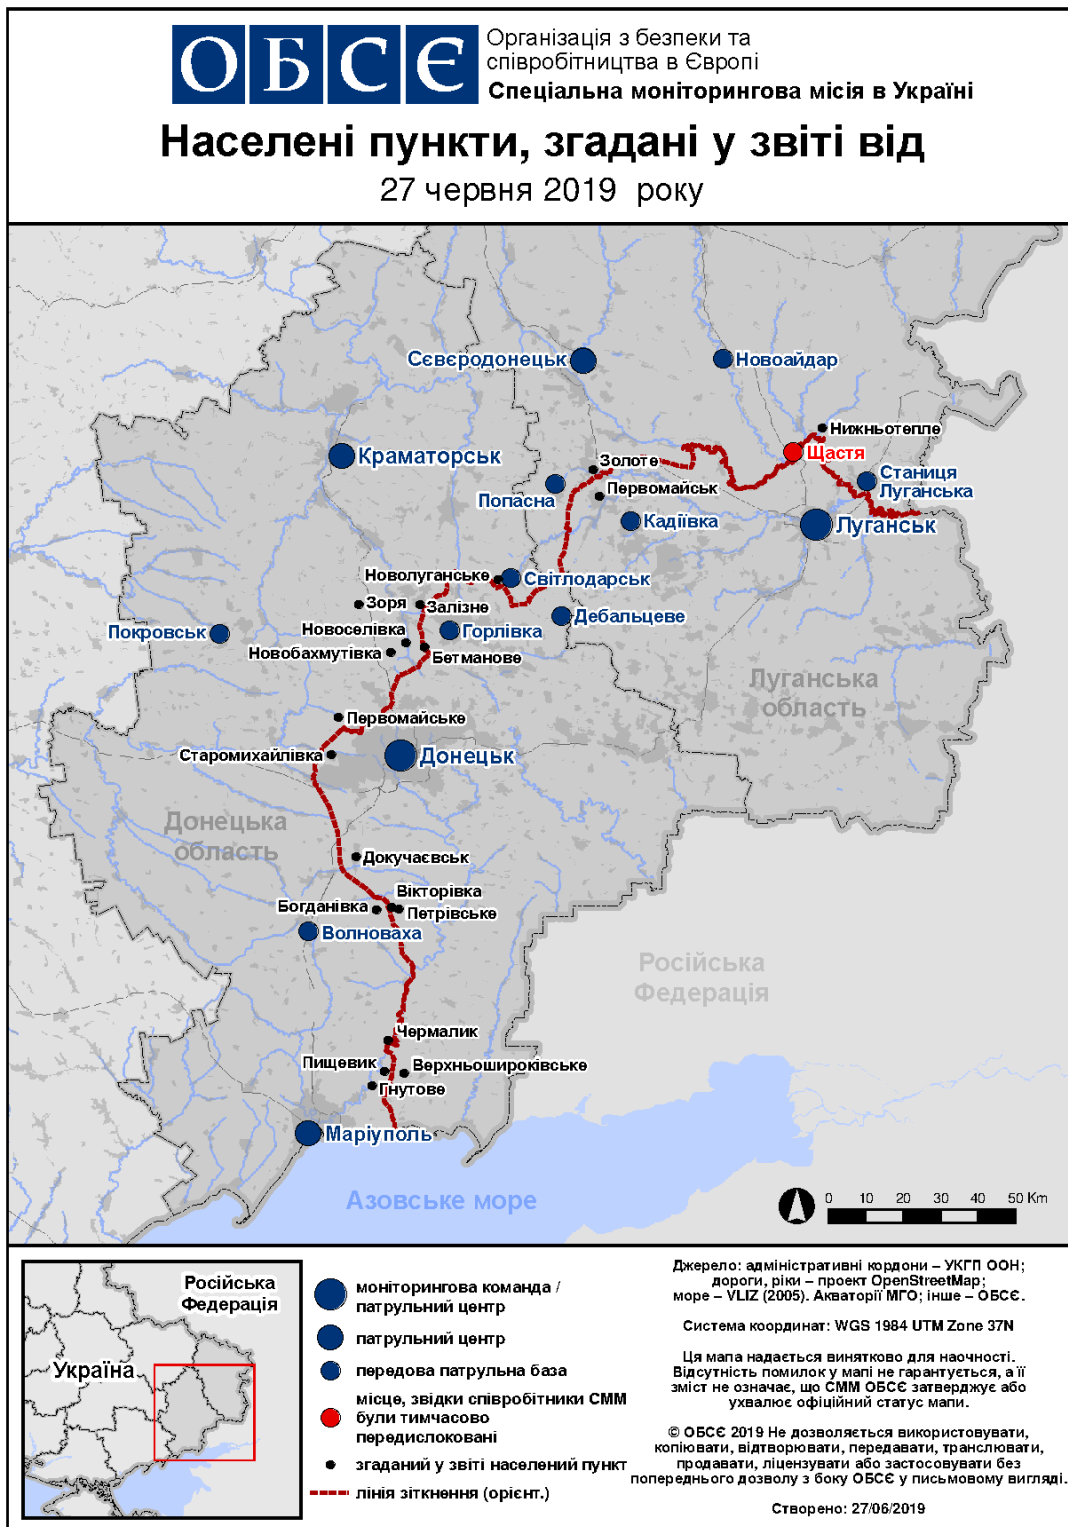 ОБСЄ
Організація з безпеки та
співробітництва в Європі
Спеціальна моніторингова місія в Україні
Населені пункти, згадані у звіті від
27 червня 2019 року
Сєвєродонецьк
Новоайдар
Нижньотепле
Щастя
Краматорськ
Золоте
Станиця
Луганська
Попасна
Первомайськ
Кадіївка
Луганськ
Новолуганське
Світлодарськ
Зоря
Залізне
Дебальцеве
Покровськ
Новоселівка
Горлівка
Новобахмутівка
Бетманове
Луганська
область
Первомайське
Старомихайлівка
Донецьк
Донецька
область
Докучаєвськ
Вікторівка
Богданівка
Петрівське
Волноваха
Російська
Федерація
Чермалик
Пищевик
Верхньошироківське
Гнутове
Маріуполь
Азовське море
0 10 20 30 40 50 Km
Російська
Федерація
Україна
моніторингова команда /
патрульний центр
патрульний центр
передова патрульна база
місце, звідки співробітники СММ
були тимчасово
передислоковані
згаданий у звіті населений пункт
лінія зіткнення (орієнт.)
Джерело: адміністративні кордони – УКГП ООН;
дороги, ріки – проект OpenStreetMap;
море – VLIZ (2005). Акваторії МГО; інше – ОБСЄ.
Система координат: WGS 1984 UTM Zone 37N
Ця мапа надається винятково для наочності.
Відсутність помилок у мапі не гарантується, а її
зміст не означає, що СММ ОБСЄ затверджує або
ухвалює офіційний статус мапи.
© ОБСЄ 2019 Не дозволяється використовувати,
копіювати, відтворювати, передавати, транслювати,
продавати, ліцензувати або застосовувати без
попереднього дозволу з боку ОБСЄ у письмовому вигляді.
Створено: 27/06/2019